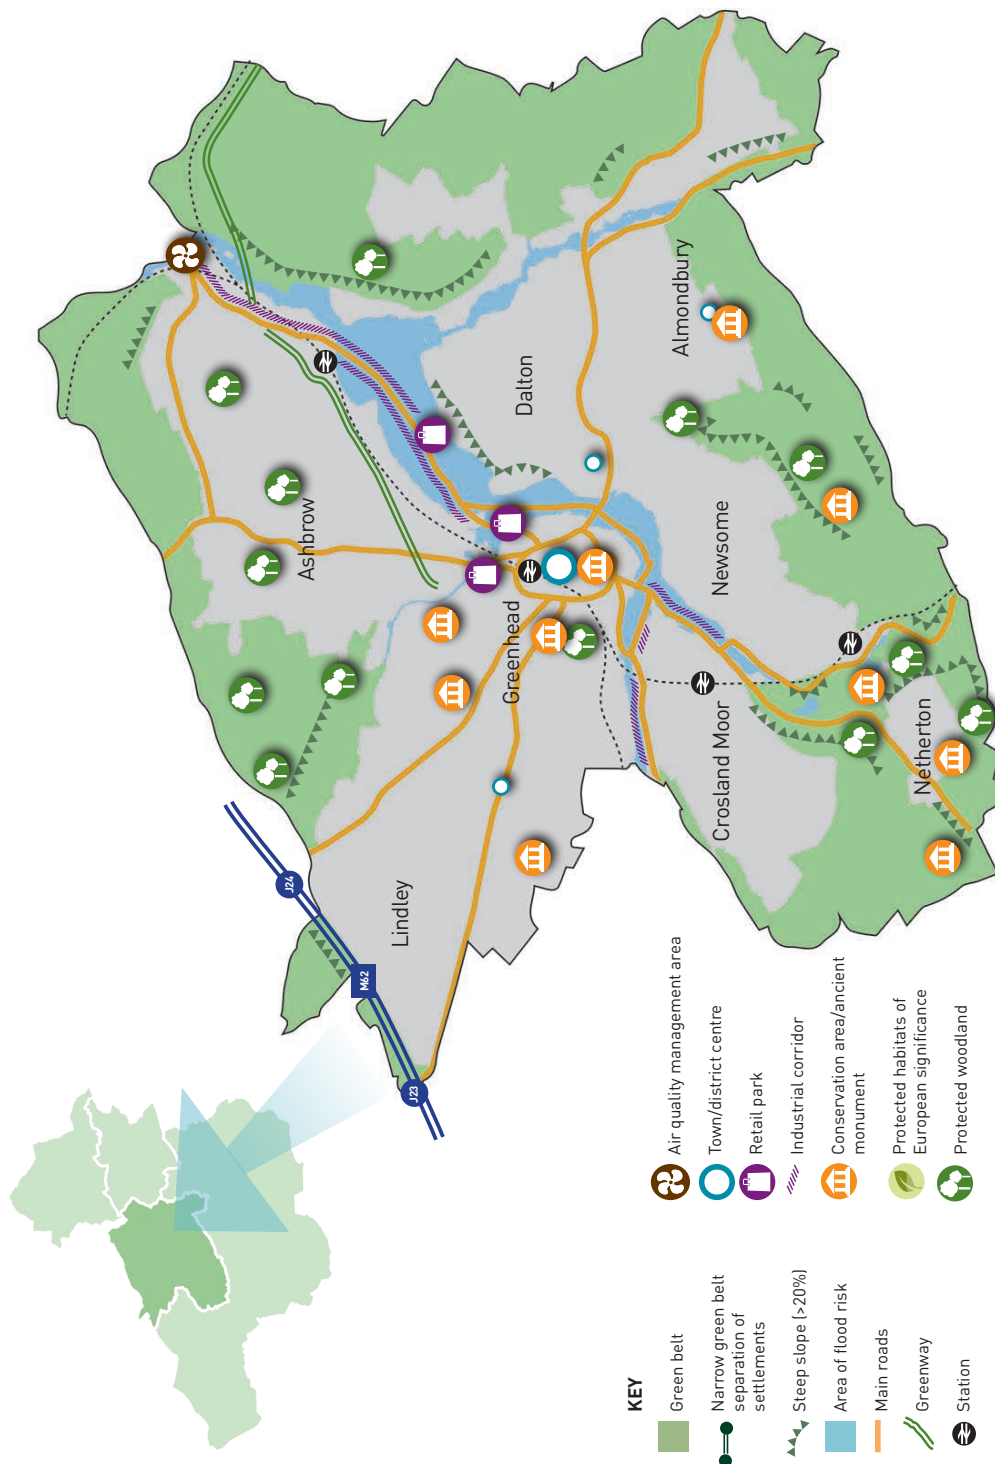 Ashbrow
Dalton
Almondbury
Greenhead
Newsome
Lindley
Crosland Moor
Netherton
J24
M62
J23
KEY
Green belt
Narrow green belt
separation of
settlements
Steep slope (>20%)
Area of flood risk
Main roads
Greenway
Station
Air quality management area
Town/district centre
Retail park
Industrial corridor
Conservation area/ancient
monument
Protected habitats of
European significance
Protected woodland